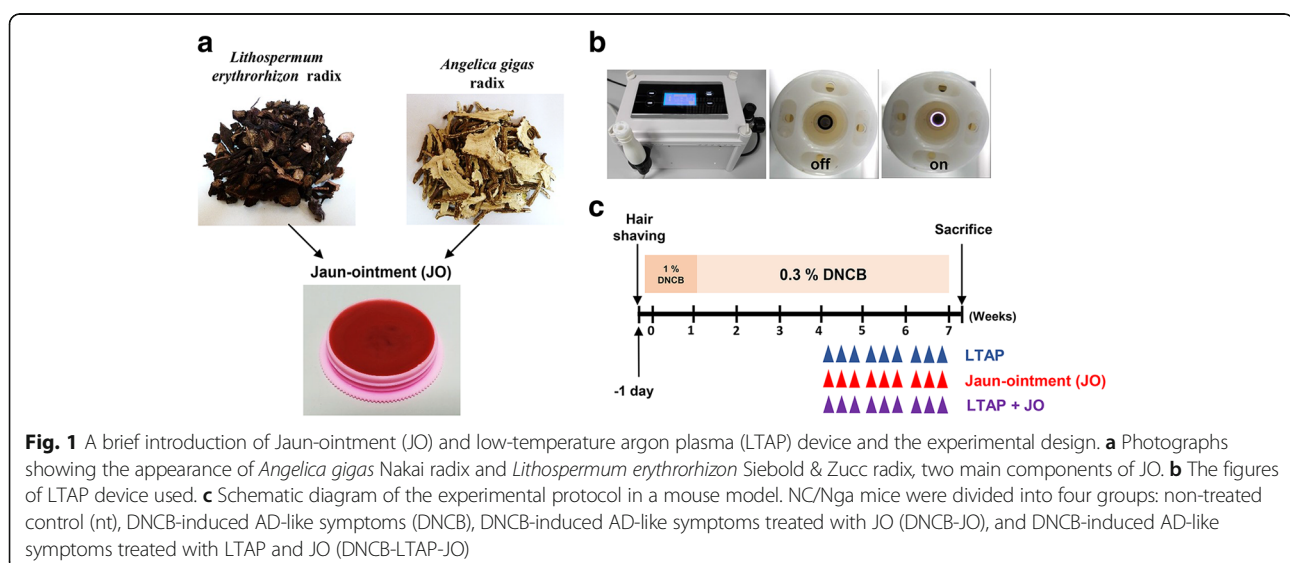 a
Lithospermum
erythrorhizon radix
Angelica gigas
radix
Jaun-ointment (JO)
b
off
on
c
Hair
shaving
Sacrifice
1 %
DNCB
0.3 % DNCB
0 1 2 3 4 5 6 7 (Weeks)
-1 day
LTAP
Jaun-ointment (JO)
LTAP + JO
Fig. 1 A brief introduction of Jaun-ointment (JO) and low-temperature argon plasma (LTAP) device and the experimental design. a Photographs
showing the appearance of Angelica gigas Nakai radix and Lithospermum erythrorhizon Siebold & Zucc radix, two main components of JO. b The figures
of LTAP device used. c Schematic diagram of the experimental protocol in a mouse model. NC/Nga mice were divided into four groups: non-treated
control (nt), DNCB-induced AD-like symptoms (DNCB), DNCB-induced AD-like symptoms treated with JO (DNCB-JO), and DNCB-induced AD-like
symptoms treated with LTAP and JO (DNCB-LTAP-JO)